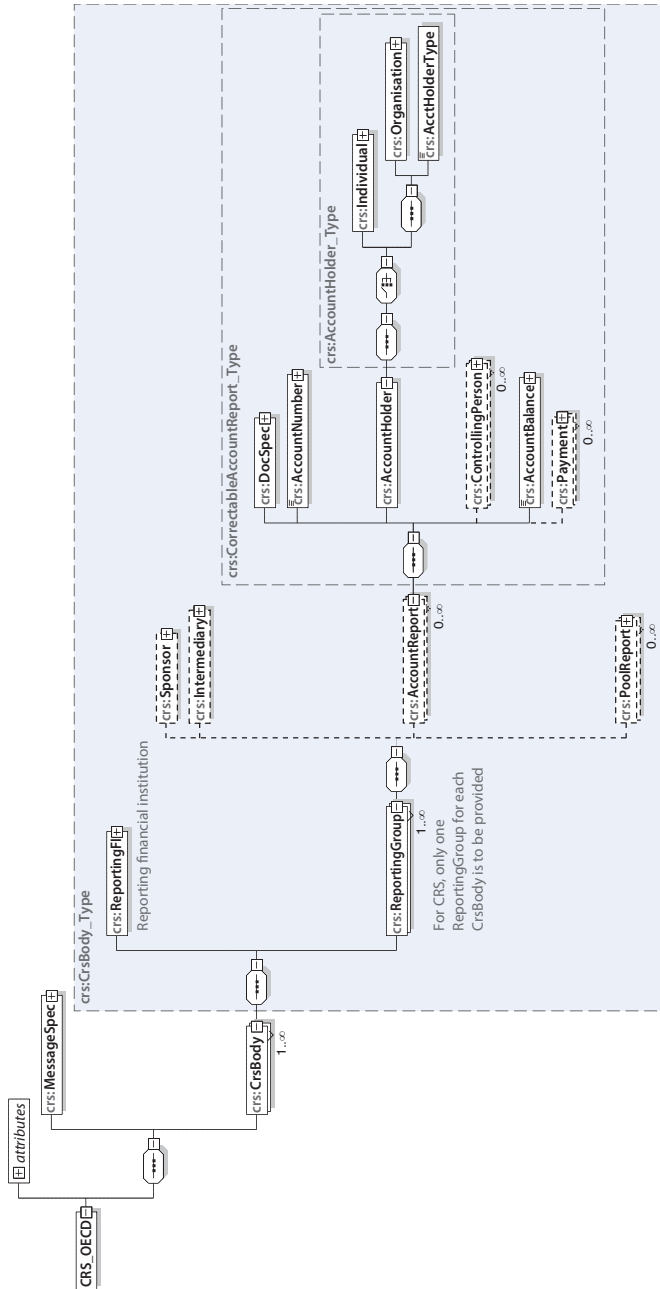 CRS_OECD
attributes
crs:MessageSpec
crs:CrsBody
1..∞
crs:CrsBody_Type
crs:ReportingFI
Reporting financial institution
crs:ReportingGroup
1..∞
For CRS, only one
ReportingGroup for each
CrsBody is to be provided
crs:Sponsor
crs:Intermediary
crs:AccountReport
0..∞
crs:PoolReport
0..∞
crs:CorrectableAccountReport_Type
crs:DocSpec
crs:AccountNumber
crs:AccountHolder
crs:ControllingPerson
0..∞
crs:AccountBalance
crs:Payment
0..∞
crs:AccountHolder_Type
crs:Individual
crs:Organisation
crs:AcctHolderType